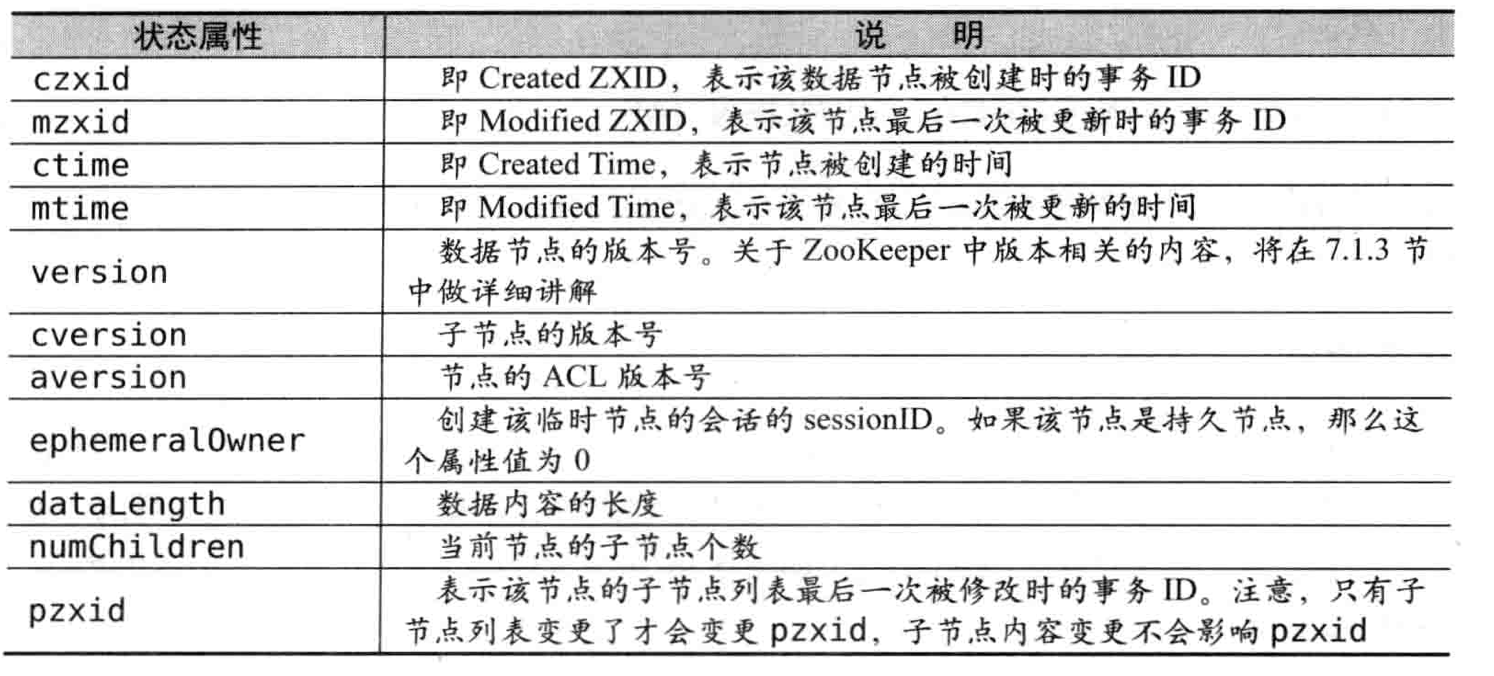 状态属性 说 明
czxid 即 Created ZXID，表示该数据节点被创建时的事务 ID
mzxid 即 Modified ZXID，表示该节点最后一次被更新时的事务 ID
ctime 即 Created Time，表示节点被创建的时间
mtime 即 Modified Time，表示该节点最后一次被更新的时间
version 数据节点的版本号。关于 ZooKeeper 中版本相关的内容，将在 7.1.3 节
中做详细讲解
cversion 子节点的版本号
aversion 节点的 ACL 版本号
ephemeralOwner 创建该临时节点的会话的 sessionID。如果该节点是持久节点，那么这
个属性值为 0
dataLength 数据内容的长度
numChildren 当前节点的子节点个数
pzxid 表示该节点的子节点列表最后一次被修改时的事务 ID。注意，只有子
节点列表变更了才会变更 pzxid，子节点内容变更不会影响 pzxid